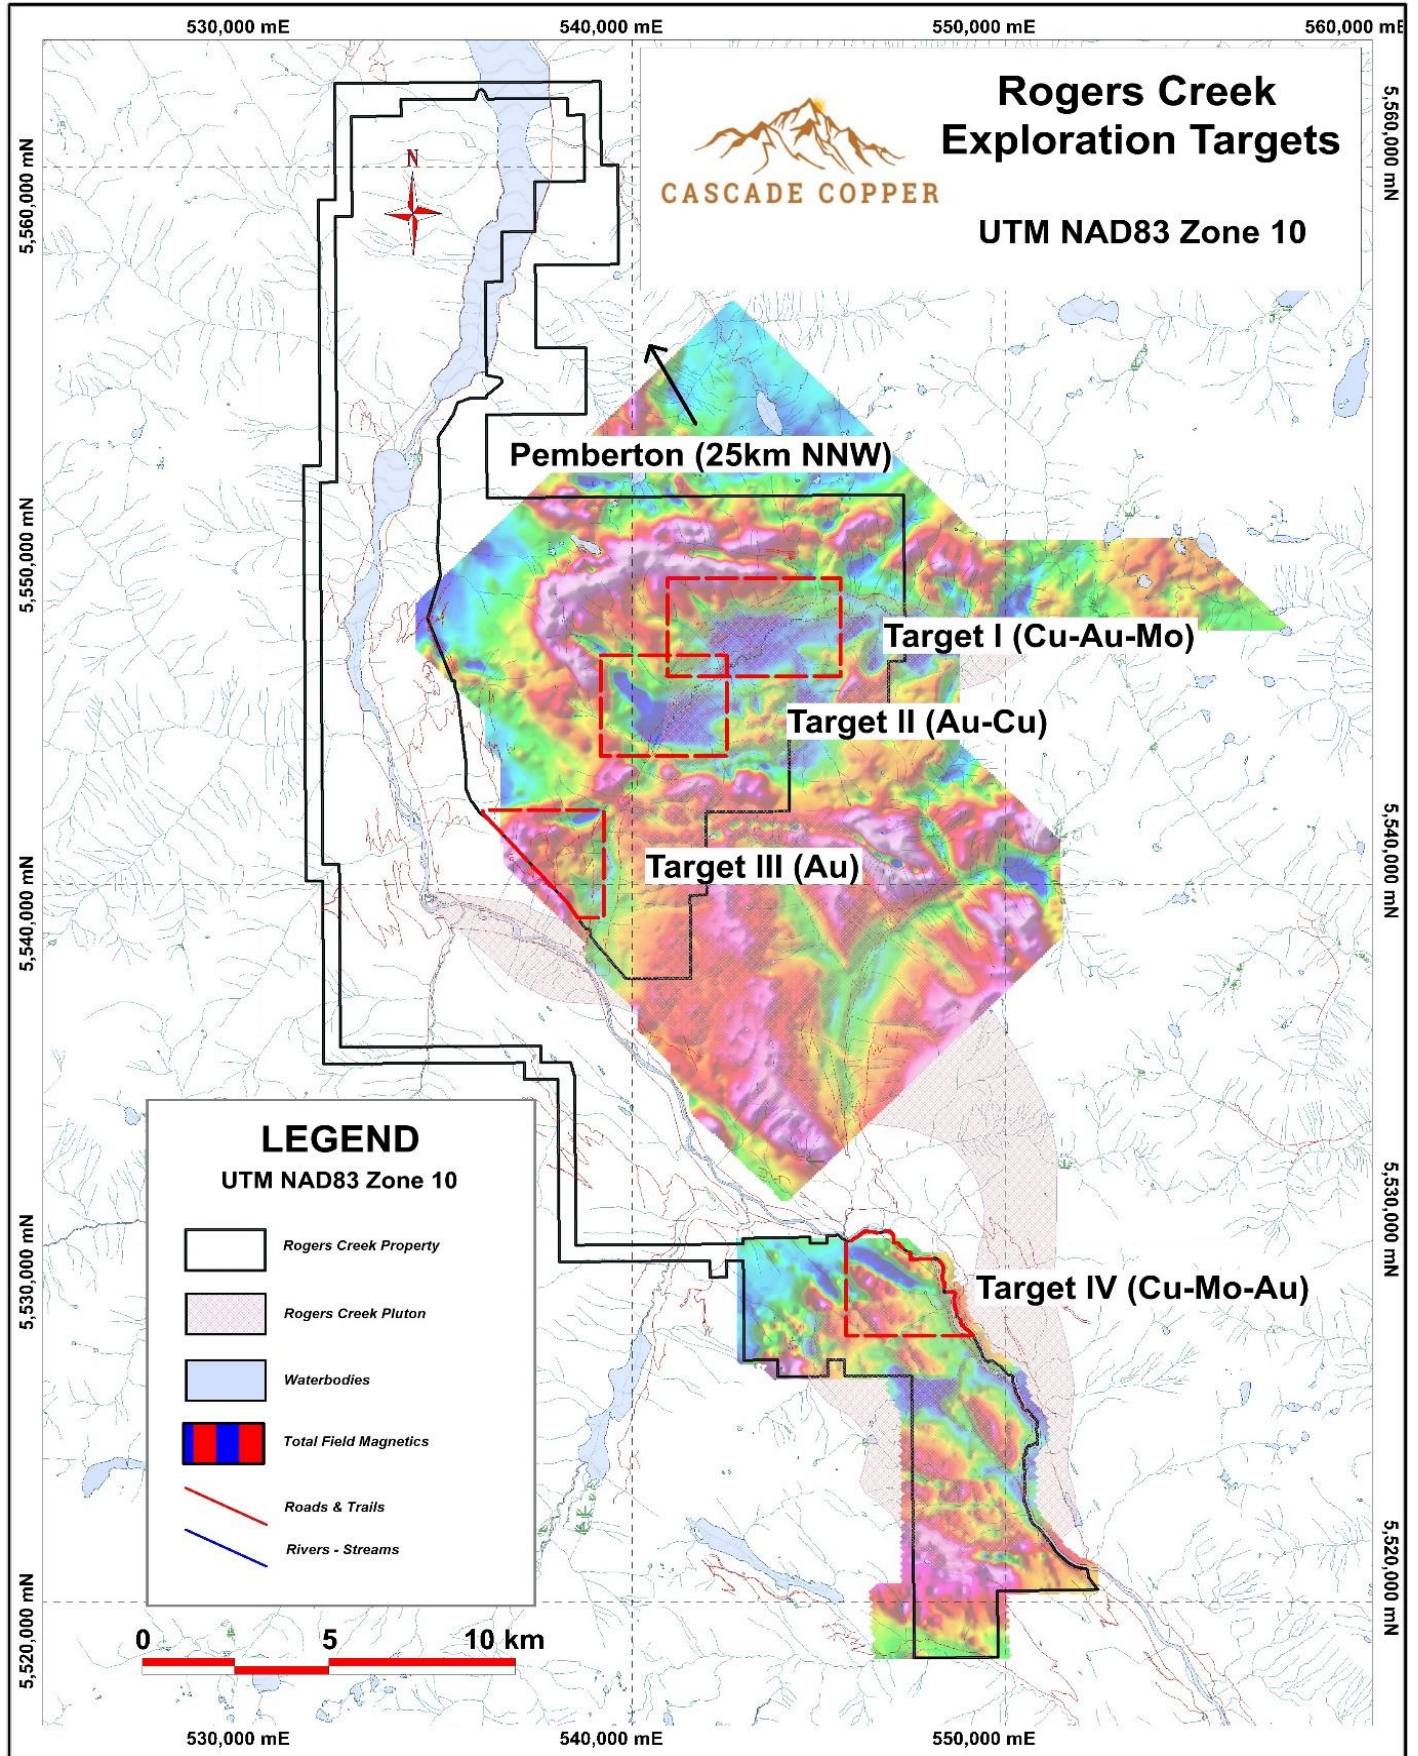 530,000 mE
540,000 mE
550,000 mE
560,000 mE
Rogers Creek
Exploration Targets
CASCADE COPPER
UTM NAD83 Zone 10
5,560,000 mN
5,560,000 mN
N
Pemberton (25km NNW)
5,550,000 mN
Target I (Cu-Au-Mo)
Target II (Au-Cu)
Target III (Au)
5,540,000 mN
5,540,000 mN
LEGEND
UTM NAD83 Zone 10
Rogers Creek Property
Rogers Creek Pluton
Waterbodies
Total Field Magnetics
Roads & Trails
Rivers - Streams
5,530,000 mN
5,530,000 mN
Target IV (Cu-Mo-Au)
5,520,000 mN
5,520,000 mN
0 5 10 km
530,000 mE
540,000 mE
550,000 mE